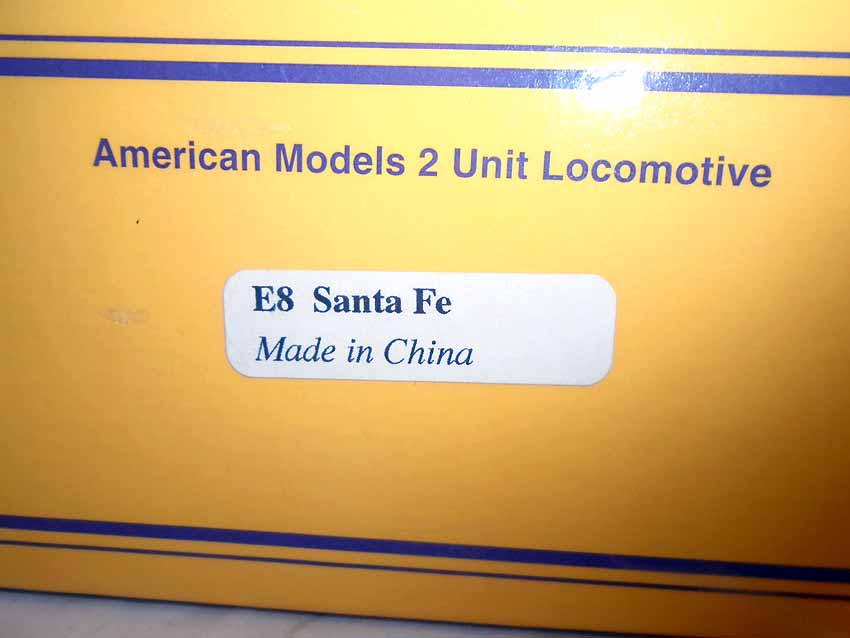 American Models 2 Unit Locomotive
E8 Santa Fe
Made in China